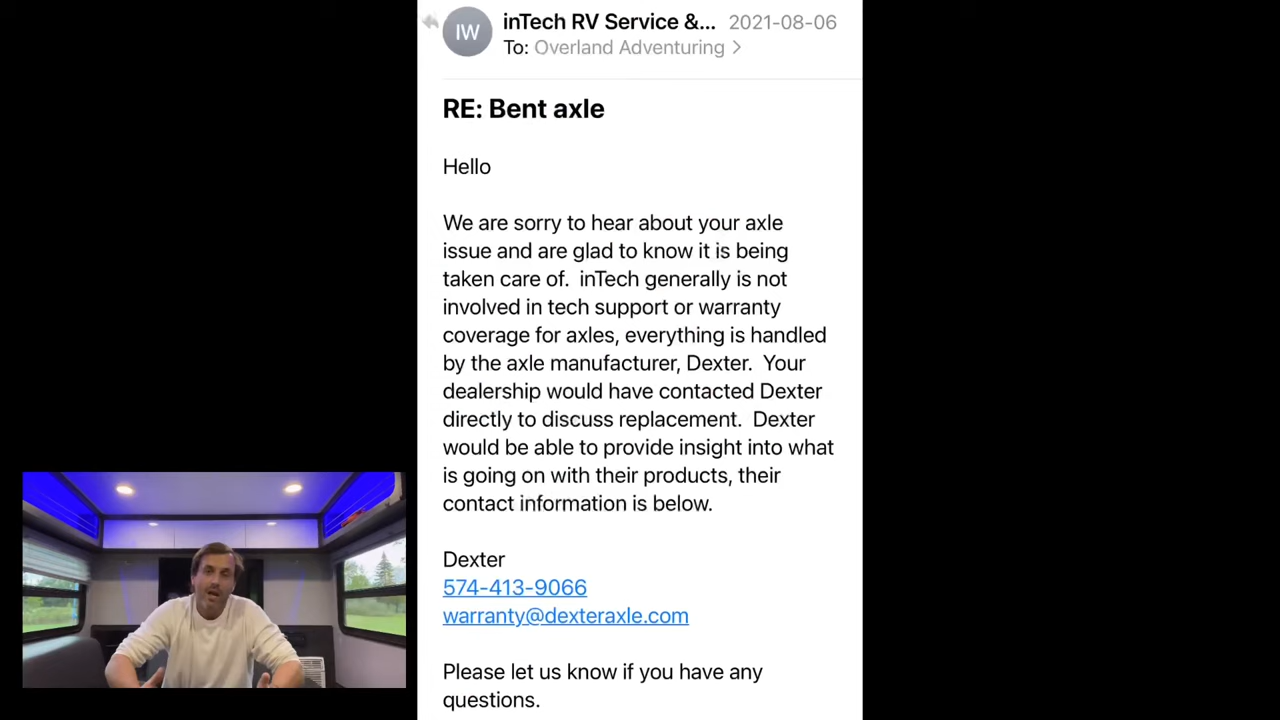 IW
inTech RV Service &... 2021-08-06
To: Overland Adventuring >
RE: Bent axle
Hello
We are sorry to hear about your axle
issue and are glad to know it is being
taken care of.  inTech generally is not
involved in tech support or warranty
coverage for axles, everything is handled
by the axle manufacturer, Dexter.  Your
dealership would have contacted Dexter
directly to discuss replacement.  Dexter
would be able to provide insight into what
is going on with their products, their
contact information is below.
Dexter
574-413-9066
warranty@dexteraxle.com
Please let us know if you have any
questions.